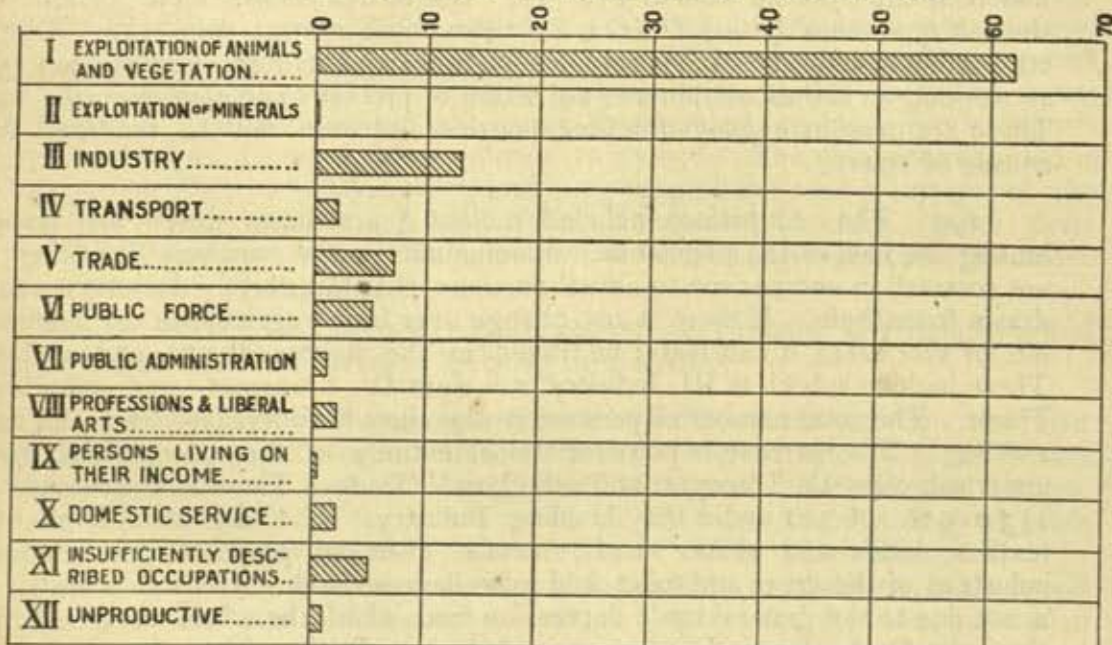 0 10 20 30 40 50 60 70
I EXPLOITATION OF ANIMALS
AND VEGETATION......
II EXPLOITATION OF MINERALS
III INDUSTRY............
IV TRANSPORT...........
V TRADE..................
VI PUBLIC FORCE.......
VII PUBLIC ADMINISTRATION
VIII PROFESSIONS & LIBERAL
ARTS....................
IX PERSONS LIVING ON
THEIR INCOME.......
X DOMESTIC SERVICE...
XI INSUFFICIENTLY DESC-
RIBED OCCUPATIONS..
XII UNPRODUCTIVE........